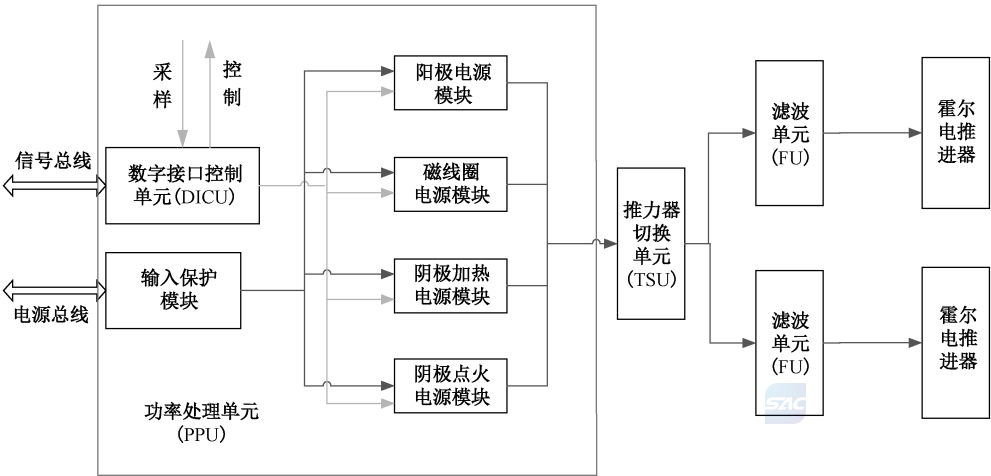 采
样
控
制
信号总线
数字接口控制
单元(DICU)
电源总线
输入保护
模块
功率处理单元
(PPU)
阳极电源
模块
磁线圈
电源模块
阴极加热
电源模块
阴极点火
电源模块
推力器
切换
单元
(TSU)
滤波
单元
(FU)
霍尔
电推
进器
滤波
单元
(FU)
霍尔
电推
进器
SAC